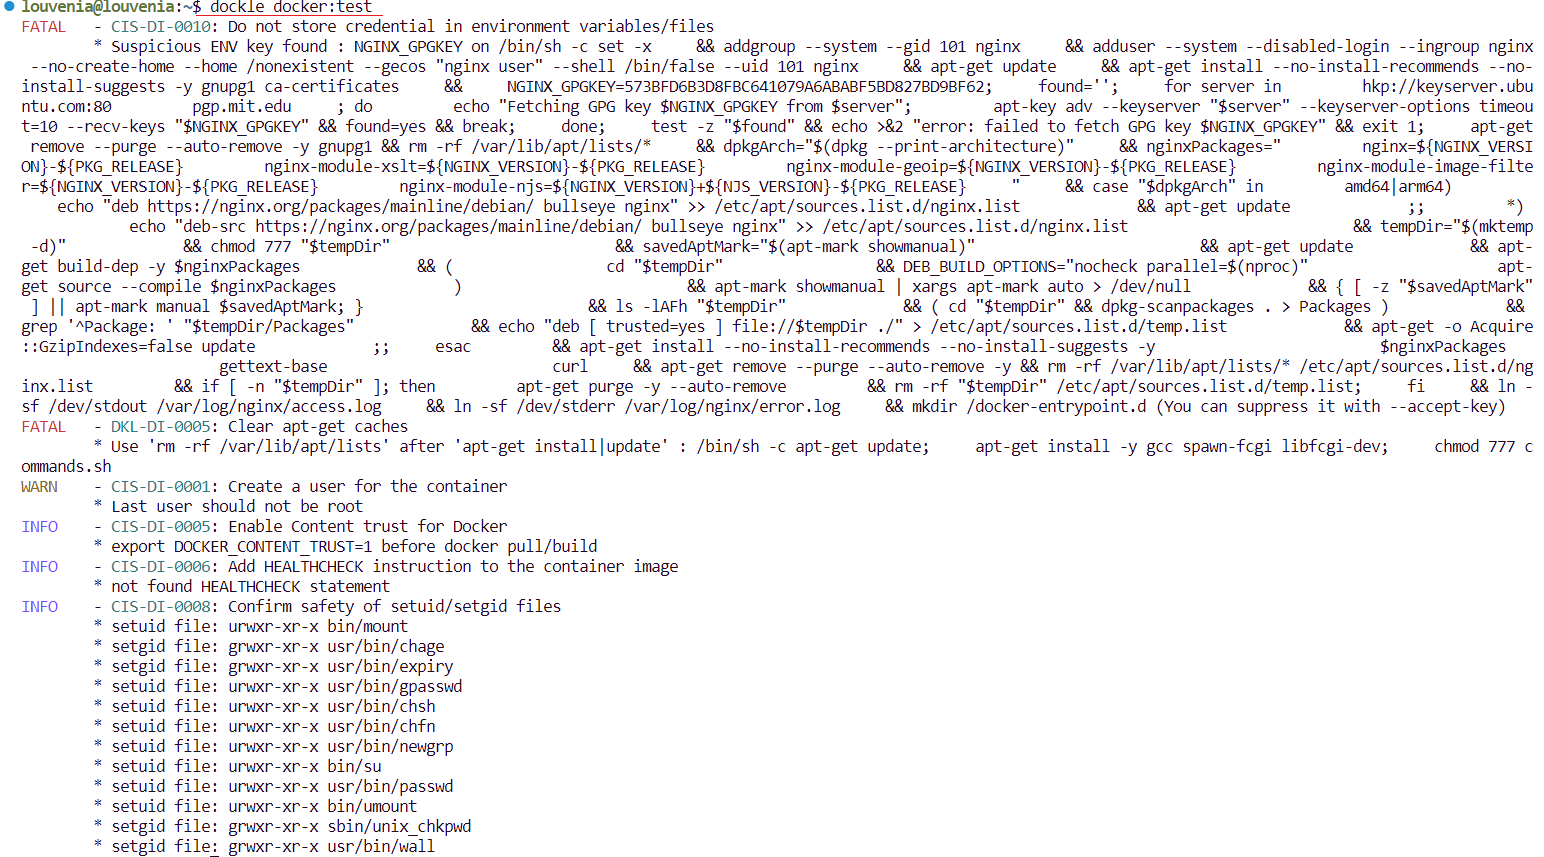 louvenia@louvenia:~$ dockle docker:test
FATAL - CIS-DI-0010: Do not store credential in environment variables/files
* Suspicious ENV key found : NGINX_GPGKEY on /bin/sh -c set -x && addgroup --system --gid 101 nginx && adduser --system --disabled-login --ingroup nginx
--no-create-home --home /nonexistent --gecos "nginx user" --shell /bin/false --uid 101 nginx && apt-get update && apt-get install --no-install-recommends --no-
install-suggests -y gnupg1 ca-certificates && NGINX_GPGKEY=573BFD6B3D8FBC641079A6ABABF5BD827BD9BF62; found=''; for server in hkp://keyserver.ubu
ntu.com:80 pgp.mit.edu ; do echo "Fetching GPG key $NGINX_GPGKEY from $server"; apt-key adv --keyserver "$server" --keyserver-options timeou
t=10 --recv-keys "$NGINX_GPGKEY" && found=yes && break; done; test -z "$found" && echo >&2 "error: failed to fetch GPG key $NGINX_GPGKEY" && exit 1; apt-get
remove --purge --auto-remove -y gnupg1 && rm -rf /var/lib/apt/lists/* && dpkgArch="$(dpkg --print-architecture)" && nginxPackages=" nginx=${NGINX_VERSI
ON}-${PKG_RELEASE} nginx-module-xslt=${NGINX_VERSION}-${PKG_RELEASE} nginx-module-geoip=${NGINX_VERSION}-${PKG_RELEASE} nginx-module-image-filte
r=${NGINX_VERSION}-${PKG_RELEASE} nginx-module-njs=${NGINX_VERSION}+${NJS_VERSION}-${PKG_RELEASE} " && case "$dpkgArch" in amd64|arm64)
echo "deb https://nginx.org/packages/mainline/debian/ bullseye nginx" >> /etc/apt/sources.list.d/nginx.list && apt-get update ;; *)
echo "deb-src https://nginx.org/packages/mainline/debian/ bullseye nginx" >> /etc/apt/sources.list.d/nginx.list && tempDir="$(mktemp
-d)" && chmod 777 "$tempDir" && savedAptMark="$(apt-mark showmanual)" && apt-get update && apt-
get build-dep -y $nginxPackages && ( cd "$tempDir" && DEB_BUILD_OPTIONS="nocheck parallel=$(nproc)" apt-
get source --compile $nginxPackages ) && apt-mark showmanual | xargs apt-mark auto > /dev/null && { [ -z "$savedAptMark"
] || apt-mark manual $savedAptMark; } && ls -lAFh "$tempDir" && ( cd "$tempDir" && dpkg-scanpackages . > Packages ) &&
grep '^Package: ' "$tempDir/Packages" && echo "deb [ trusted=yes ] file://$tempDir ./" > /etc/apt/sources.list.d/temp.list && apt-get -o Acquire
::GzipIndexes=false update ;; esac && apt-get install --no-install-recommends --no-install-suggests -y $nginxPackages
gettext-base curl && apt-get remove --purge --auto-remove -y && rm -rf /var/lib/apt/lists/* /etc/apt/sources.list.d/ng
inx.list && if [ -n "$tempDir" ]; then apt-get purge -y --auto-remove && rm -rf "$tempDir" /etc/apt/sources.list.d/temp.list; fi && ln -
sf /dev/stdout /var/log/nginx/access.log && ln -sf /dev/stderr /var/log/nginx/error.log && mkdir /docker-entrypoint.d (You can suppress it with --accept-key)
FATAL - DKL-DI-0005: Clear apt-get caches
* Use 'rm -rf /var/lib/apt/lists' after 'apt-get install|update' : /bin/sh -c apt-get update; apt-get install -y gcc spawn-fcgi libfcgi-dev; chmod 777 c
ommands.sh
WARN - CIS-DI-0001: Create a user for the container
* Last user should not be root
INFO - CIS-DI-0005: Enable Content trust for Docker
* export DOCKER_CONTENT_TRUST=1 before docker pull/build
INFO - CIS-DI-0006: Add HEALTHCHECK instruction to the container image
* not found HEALTHCHECK statement
INFO - CIS-DI-0008: Confirm safety of setuid/setgid files
* setuid file: urwxr-xr-x bin/mount
* setgid file: grwxr-xr-x usr/bin/chage
* setgid file: grwxr-xr-x usr/bin/expiry
* setuid file: urwxr-xr-x usr/bin/gpasswd
* setuid file: urwxr-xr-x usr/bin/chsh
* setuid file: urwxr-xr-x usr/bin/chfn
* setuid file: urwxr-xr-x usr/bin/newgrp
* setuid file: urwxr-xr-x bin/su
* setuid file: urwxr-xr-x usr/bin/passwd
* setuid file: urwxr-xr-x bin/umount
* setgid file: grwxr-xr-x sbin/unix_chkpwd
* setgid file: grwxr-xr-x usr/bin/wall